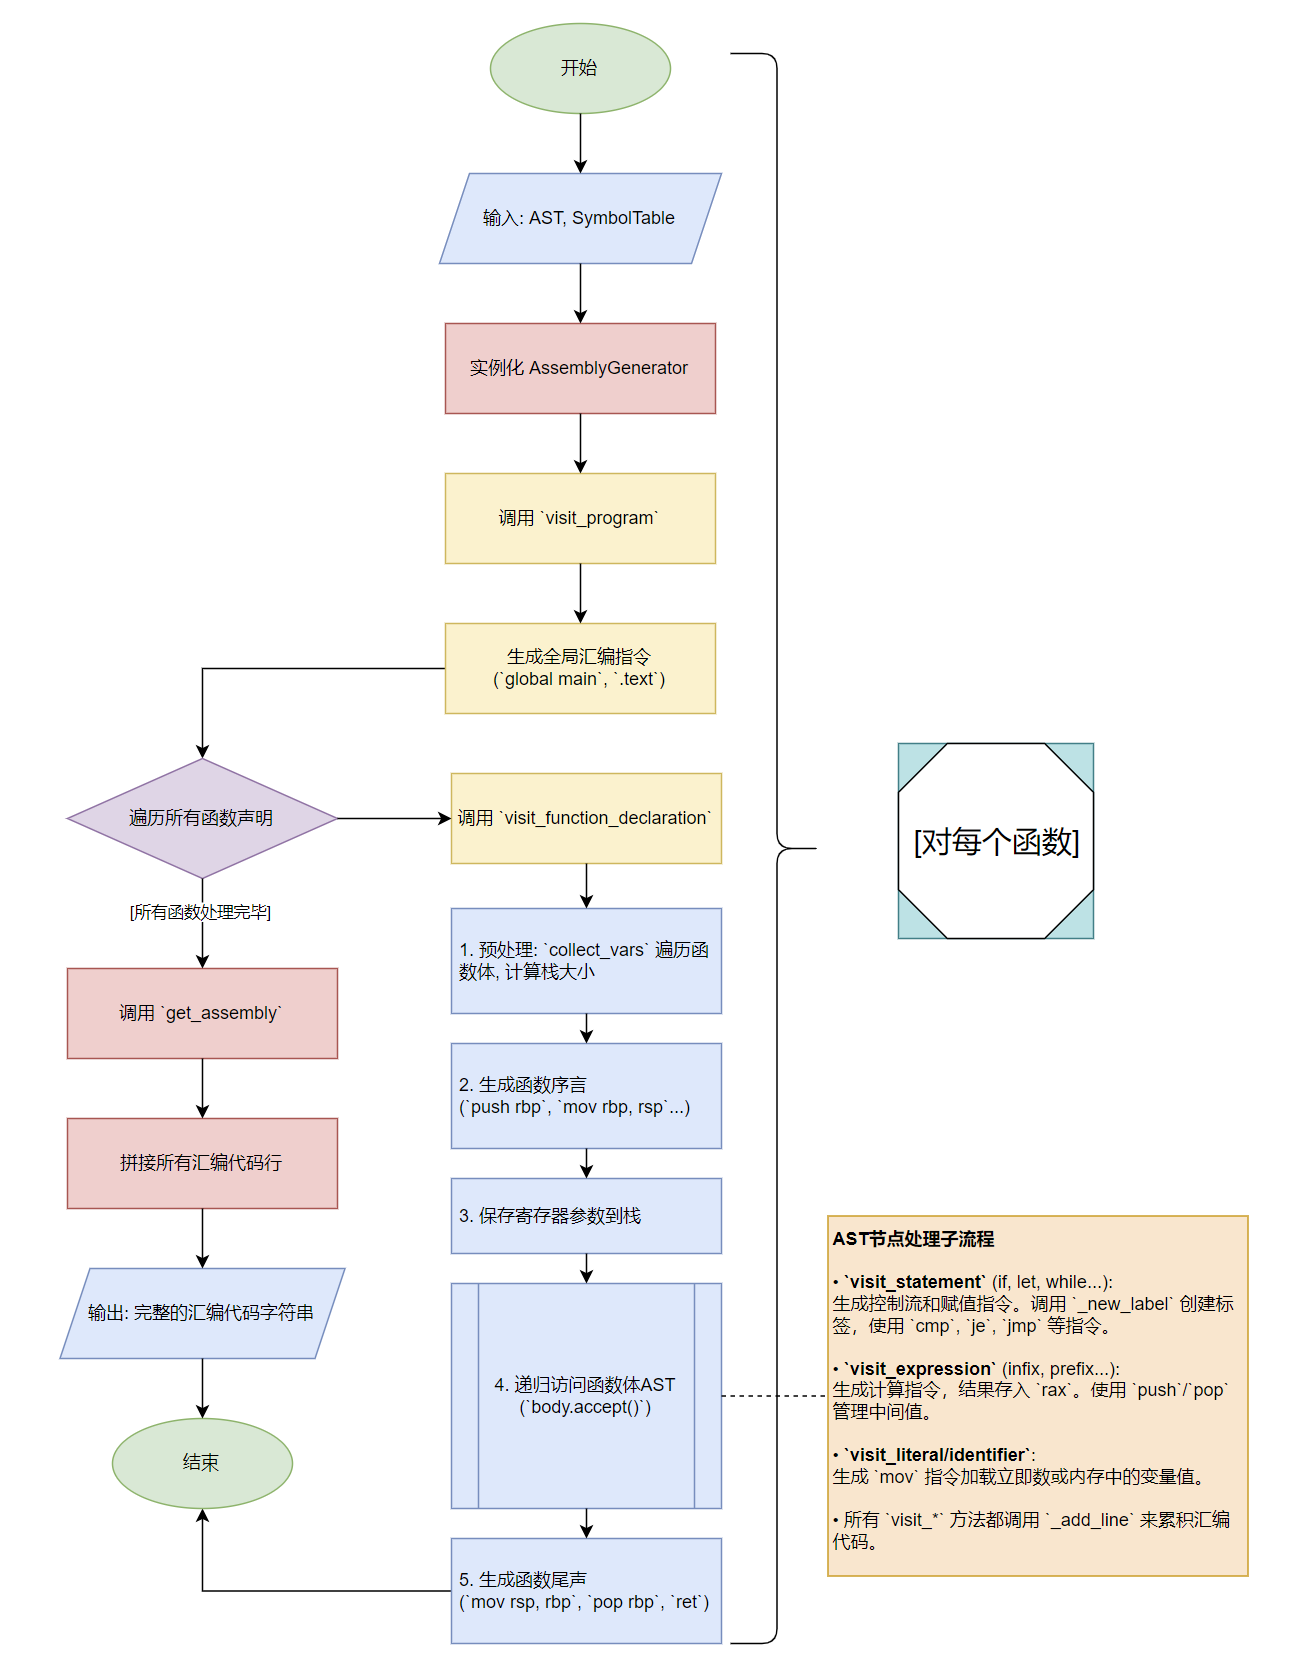 开始
输入: AST, SymbolTable
实例化 AssemblyGenerator
调用 `visit_program`
生成全局汇编指令
(`global main`, `.text`)
遍历所有函数声明
调用 `visit_function_declaration`
[对每个函数]
[所有函数处理完毕]
1. 预处理: `collect_vars` 遍历函
数体, 计算栈大小
调用 `get_assembly`
2. 生成函数序言
(`push rbp`, `mov rbp, rsp`...)
拼接所有汇编代码行
3. 保存寄存器参数到栈
输出: 完整的汇编代码字符串
4. 递归访问函数体AST
(`body.accept()`)
结束
5. 生成函数尾声
(`mov rsp, rbp`, `pop rbp`, `ret`)
AST节点处理子流程
• `visit_statement` (if, let, while...):
生成控制流和赋值指令。调用 `_new_label` 创建标
签，使用 `cmp`, `je`, `jmp` 等指令。
• `visit_expression` (infix, prefix...):
生成计算指令，结果存入 `rax`。使用 `push`/`pop`
管理中间值。
• `visit_literal/identifier`:
生成 `mov` 指令加载立即数或内存中的变量值。
• 所有 `visit_*` 方法都调用 `_add_line` 来累积汇编
代码。